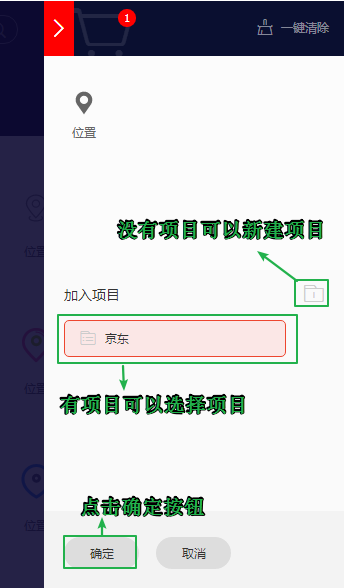 1
一键清除
位置
没有项目可以新建项目
加入项目
京东
有项目可以选择项目
点击确定按钮
确定
取消
位置
位置
位置